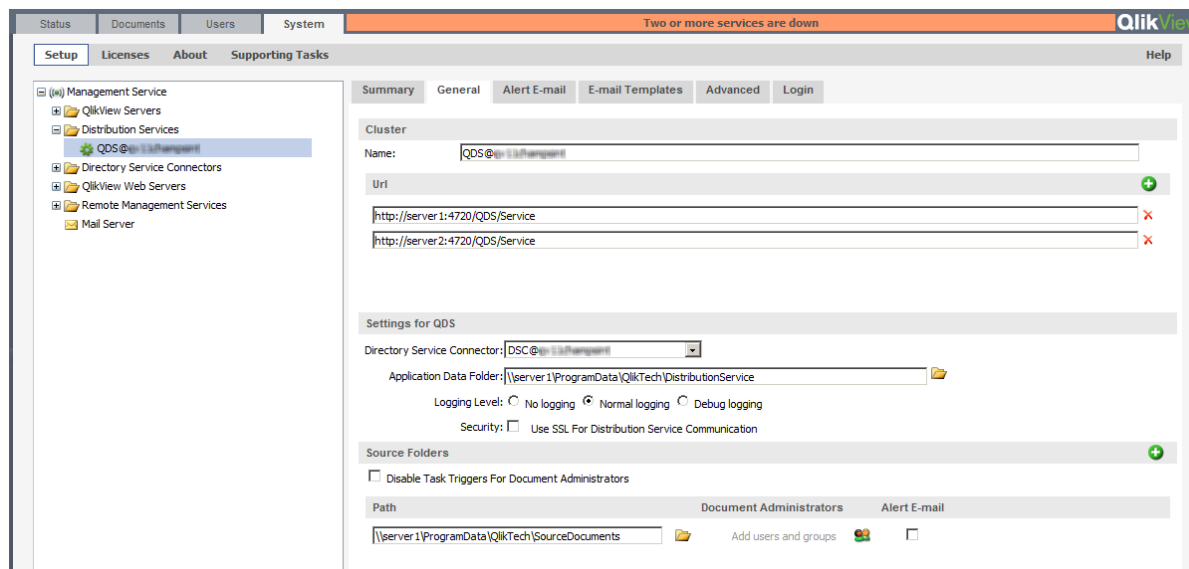 Status Documents Users System Two or more services are down QlikView
Setup Licenses About Supporting Tasks Help
Management Service
QlikView Servers
Distribution Services
QDS@
Directory Service Connectors
QlikView Web Servers
Remote Management Services
Mail Server
Summary General Alert E-mail E-mail Templates Advanced Login
Cluster
Name: QDS@
Url
http://server1:4720/QDS/Service
http://server2:4720/QDS/Service
Settings for QDS
Directory Service Connector: DSC@
Application Data Folder: \\server1\ProgramData\QlikTech\DistributionService
Logging Level: No logging Normal logging Debug logging
Security: Use SSL For Distribution Service Communication
Source Folders
Disable Task Triggers For Document Administrators
Path Document Administrators Alert E-mail
\\server1\ProgramData\QlikTech\SourceDocuments Add users and groups